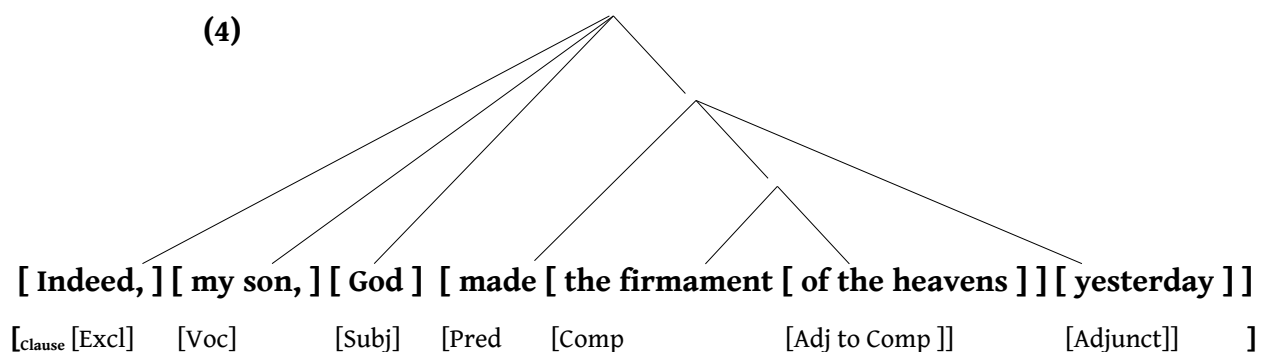 (4)
[ Indeed, ] [ my son, ] [ God ] [ made [ the firmament [ of the heavens ] ] [ yesterday ] ]
[Clause [Excl] [Voc] [Subj] [Pred [Comp [Adj to Comp ]] [Adjunct]] ]